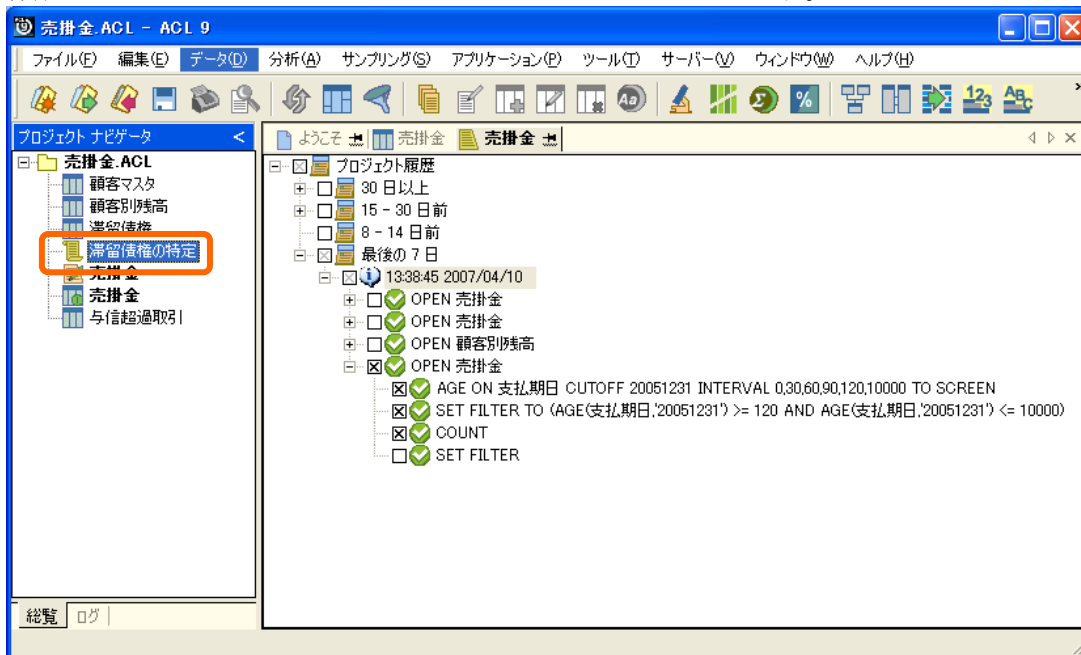 売掛金.ACL - ACL 9
ファイル(F) 編集(E) データ(D) 分析(A) サンプリング(S) アプリケーション(P) ツール(T) サーバー(V) ウィンドウ(W) ヘルプ(H)
プロジェクト ナビゲータ <
ようこそ 売掛金 売掛金
売掛金.ACL
顧客マスタ
顧客別残高
滞留債権
滞留債権の特定
売掛金
売掛金
与信超過取引
プロジェクト履歴
30 日以上
15 - 30 日前
8 - 14 日前
最後の 7 日
13:38:45 2007/04/10
OPEN 売掛金
OPEN 売掛金
OPEN 顧客別残高
OPEN 売掛金
AGE ON 支払期日 CUTOFF 20051231 INTERVAL 0,30,60,90,120,10000 TO SCREEN
SET FILTER TO (AGE(支払期日,'20051231') >= 120 AND AGE(支払期日,'20051231') <= 10000)
COUNT
SET FILTER
総覧 ログ